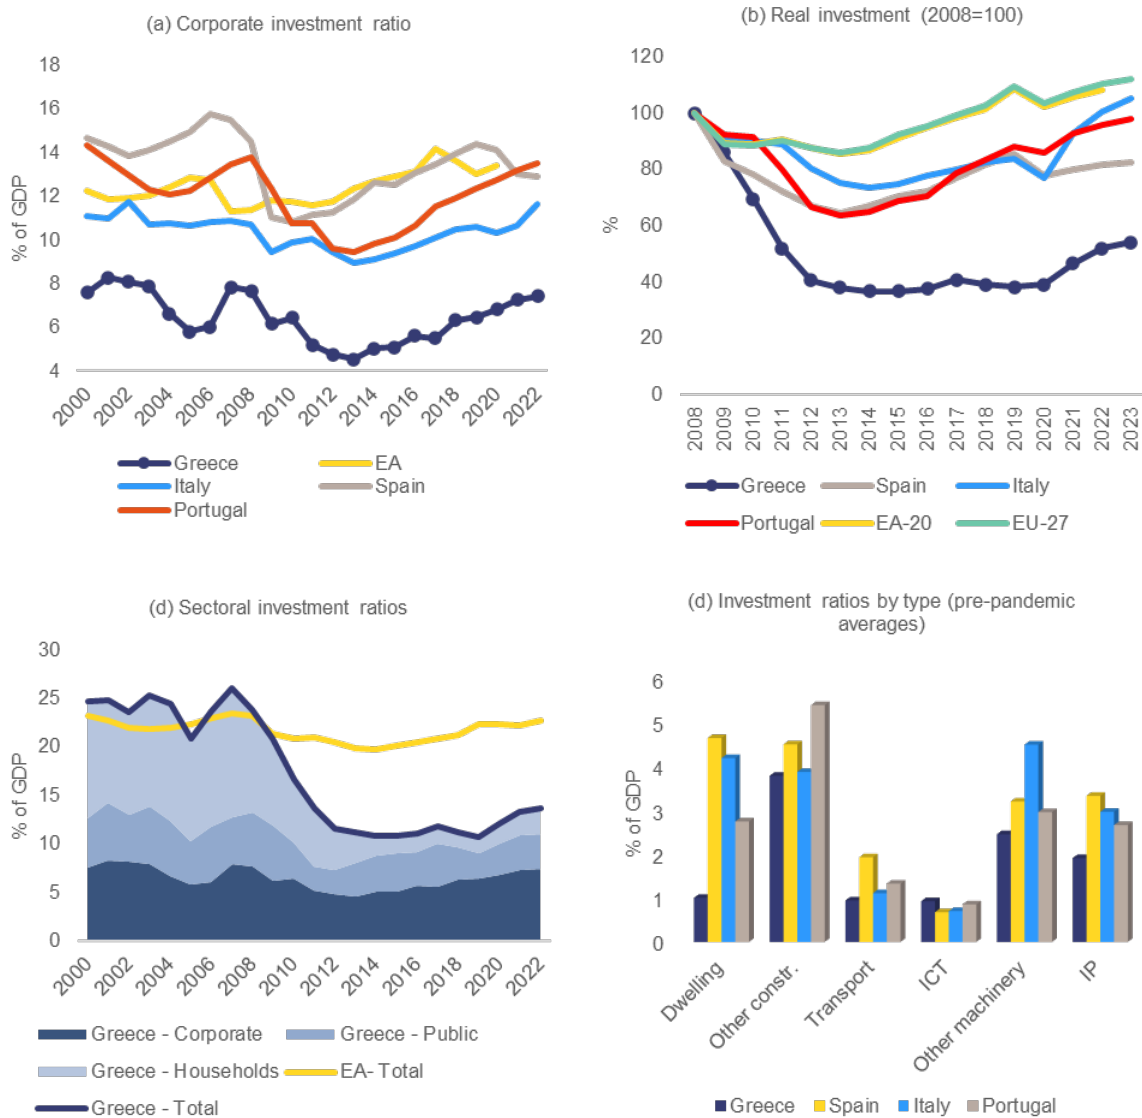 (a) Corporate investment ratio
% of GDP
18
16
14
12
10
8
6
4
2000
2002
2004
2006
2008
2010
2012
2014
2016
2018
2020
2022
Greece
EA
Italy
Spain
Portugal
(b) Real investment (2008=100)
%
120
100
80
60
40
20
0
2008
2009
2010
2011
2012
2013
2014
2015
2016
2017
2018
2019
2020
2021
2022
2023
Greece
Spain
Italy
Portugal
EA-20
EU-27
(d) Sectoral investment ratios
% of GDP
30
25
20
15
10
5
0
2000
2002
2004
2006
2008
2010
2012
2014
2016
2018
2020
2022
Greece - Corporate
Greece - Public
Greece - Households
EA- Total
Greece - Total
(d) Investment ratios by type (pre-pandemic
averages)
% of GDP
6
5
4
3
2
1
0
Dwelling
Other constr.
Transport
ICT
Other machinery
IP
Greece
Spain
Italy
Portugal